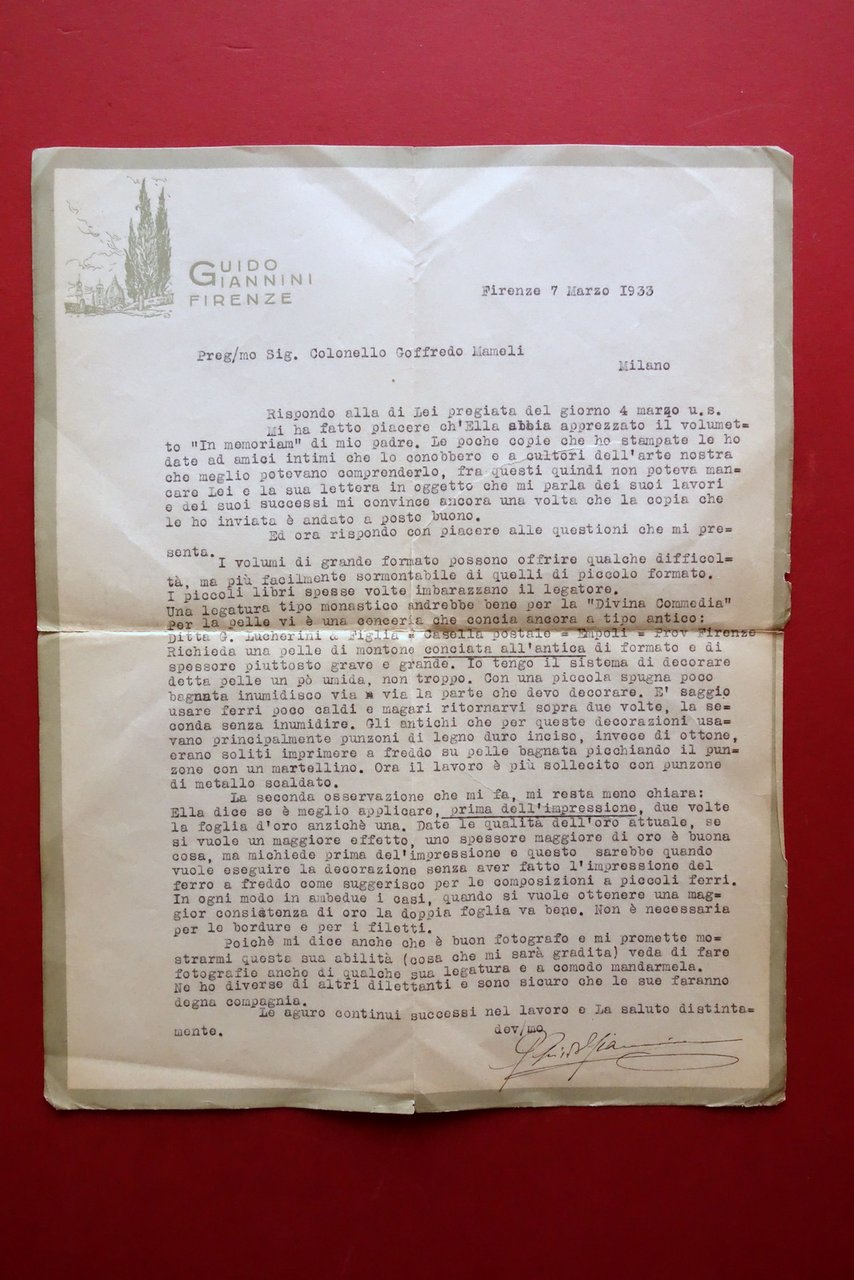 GUIDO
GIANNINI
FIRENZE
Firenze 7 Marzo 1933
Preg/mo Sig. Colonello Goffredo Mameli
Milano
Rispondo alla di Lei pregiata del giorno 4 marzo u.s.
Mi ha fatto piacere ch'Ella abbia apprezzato il volumet=
to "In memoriam" di mio padre. Le poche copie che ho stampate le ho
date ad amici intimi che lo conobbero e a cultori dell'arte nostra
che meglio potevano comprenderlo, fra questi quindi non poteva man=
care Lei e la sua lettera in oggetto che mi parla dei suoi lavori
e dei suoi successi mi convince ancora una volta che la copia che
le ho inviata è andato a posto buono.
Ed ora rispondo con piacere alle questioni che mi pre=
senta.
I volumi di grande formato possono offrire qualche difficol=
tà, ma più facilmente sormontabile di quelli di piccolo formato.
I piccoli libri spesse volte imbarazzano il legatore.
Una legatura tipo monastico andrebbe bene per la "Divina Commedia"
Per la pelle vi è una conceria che concia ancora a tipo antico:
Ditta G. Lucherini & Figlia = Casella postale = Empoli = Prov Firenze
Richieda una pelle di montone conciata all'antica di formato e di
spessore piuttosto grave e grande. Io tengo il sistema di decorare
detta pelle un pò umida, non troppo. Con una piccola spugna poco
bagnata inumidisco via via la parte che devo decorare. E' saggio
usare ferri poco caldi e magari ritornarvi sopra due volte, la se=
conda senza inumidire. Gli antichi che per queste decorazioni usa=
vano principalmente punzoni di legno duro inciso, invece di ottone,
erano soliti imprimere a freddo su pelle bagnata picchiando il pun=
zone con un martellino. Ora il lavoro è più sollecito con punzone
di metallo scaldato.
La seconda osservazione che mi fa, mi resta meno chiara:
Ella dice se è meglio applicare, prima dell'impressione, due volte
la foglia d'oro anzichè una. Date le qualità dell'oro attuale, se
si vuole un maggiore effetto, uno spessore maggiore di oro è buona
cosa, ma michiede prima del'impressione e questo sarebbe quando
vuole eseguire la decorazione senza aver fatto l'impressione del
ferro a freddo come suggerisco per le composizioni a piccoli ferri.
In ogni modo in ambedue i casi, quando si vuole ottenere una mag=
gior consistenza di oro la doppia foglia va bene. Non è necessaria
per le bordure e per i filetti.
Poichè mi dice anche che è buon fotografo e mi promette mo=
strarmi questa sua abilità (cosa che mi sarà gradita) veda di fare
fotografie anche di qualche sua legatura e a comodo mandarmela.
Ne ho diverse di altri dilettanti e sono sicuro che le sue faranno
degna compagnia.
Le aguro continui successi nel lavoro e La saluto distinta=
mente.
dev/mo
Guido Giannini